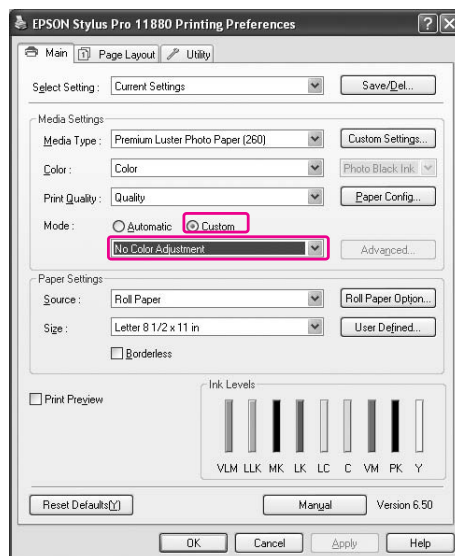 EPSON Stylus Pro 11880 Printing Preferences
Main Page Layout Utility
Select Setting : Current Settings Save/Del...
Media Settings
Media Type : Premium Luster Photo Paper (260) Custom Settings...
Color : Color Photo Black Ink
Print Quality : Quality Paper Config...
Mode : Automatic Custom
No Color Adjustment Advanced...
Paper Settings
Source : Roll Paper Roll Paper Option...
Size : Letter 8 1/2 x 11 in User Defined...
Borderless
Print Preview
Ink Levels
VLM LLK MK LK LC C VM PK Y
Reset Defaults(Y) Manual Version 6.50
OK Cancel Apply Help